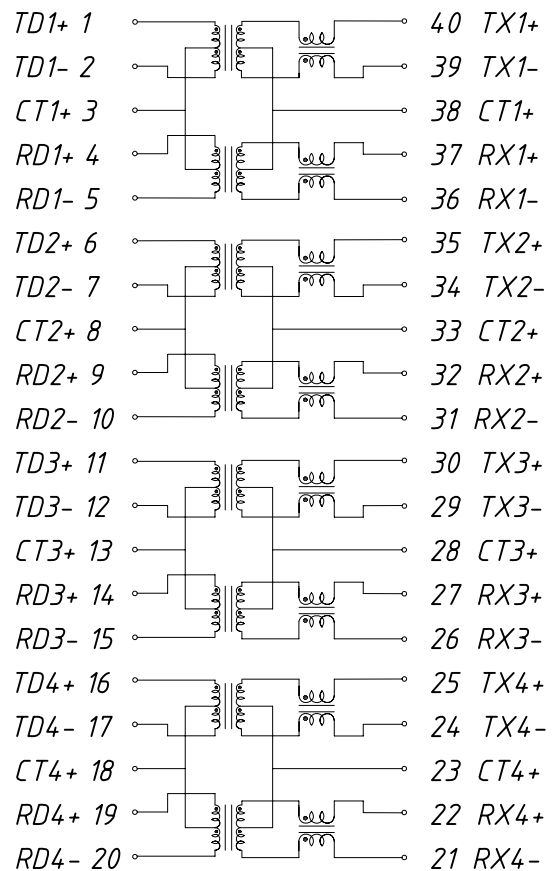 TD1+ 1 40 TX1+
TD1- 2 39 TX1-
CT1+ 3 38 CT1+
RD1+ 4 37 RX1+
RD1- 5 36 RX1-
TD2+ 6 35 TX2+
TD2- 7 34 TX2-
CT2+ 8 33 CT2+
RD2+ 9 32 RX2+
RD2- 10 31 RX2-
TD3+ 11 30 TX3+
TD3- 12 29 TX3-
CT3+ 13 28 CT3+
RD3+ 14 27 RX3+
RD3- 15 26 RX3-
TD4+ 16 25 TX4+
TD4- 17 24 TX4-
CT4+ 18 23 CT4+
RD4+ 19 22 RX4+
RD4- 20 21 RX4-